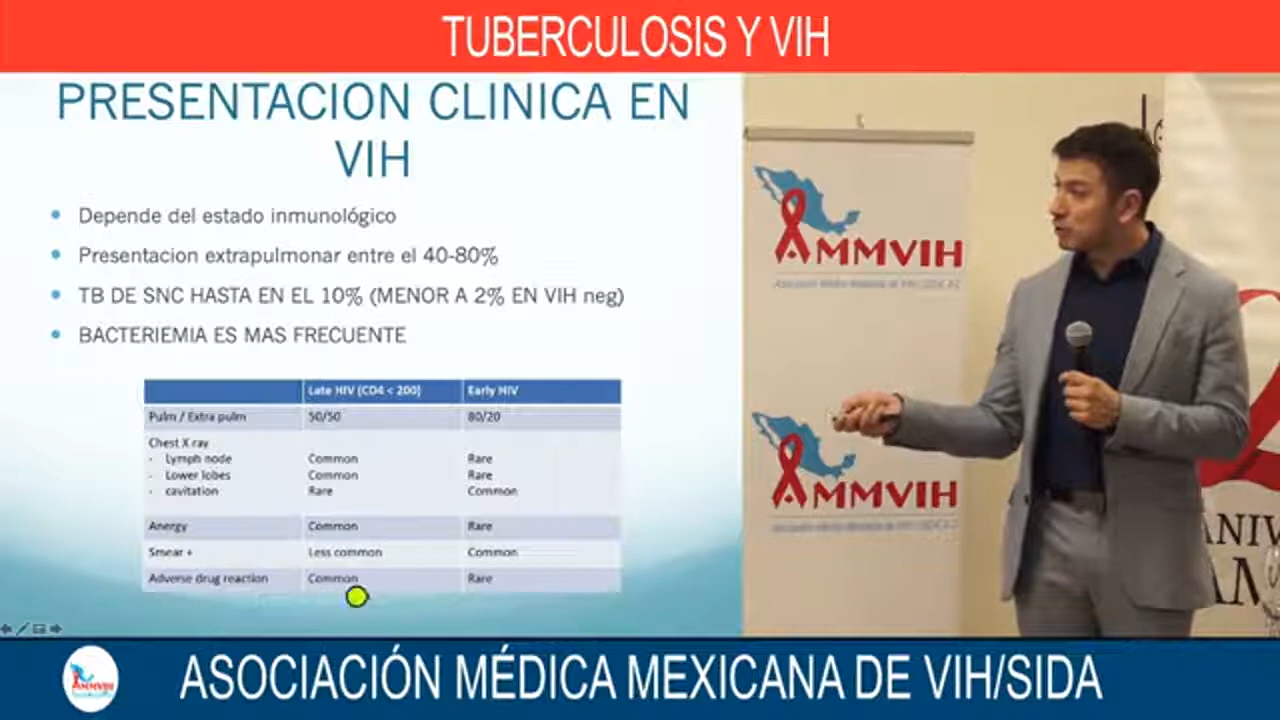 TUBERCULOSIS Y VIH
PRESENTACION CLINICA EN
VIH
• Depende del estado inmunológico
• Presentacion extrapulmonar entre el 40-80%
• TB DE SNC HASTA EN EL 10% (MENOR A 2% EN VIH neg)
• BACTERIEMIA ES MAS FRECUENTE
Late HIV (CD4 < 200) Early HIV
Pulm / Extra pulm 50/50 80/20
Chest X ray
- Lymph node Common Rare
- Lower lobes Common Rare
- cavitation Rare Common
Anergy Common Rare
Smear + Less common Common
Adverse drug reaction Common Rare
AMMVIH
AMMVIH
ANIV
AM
AMMVIH
ASOCIACIÓN MÉDICA MEXICANA DE VIH/SIDA